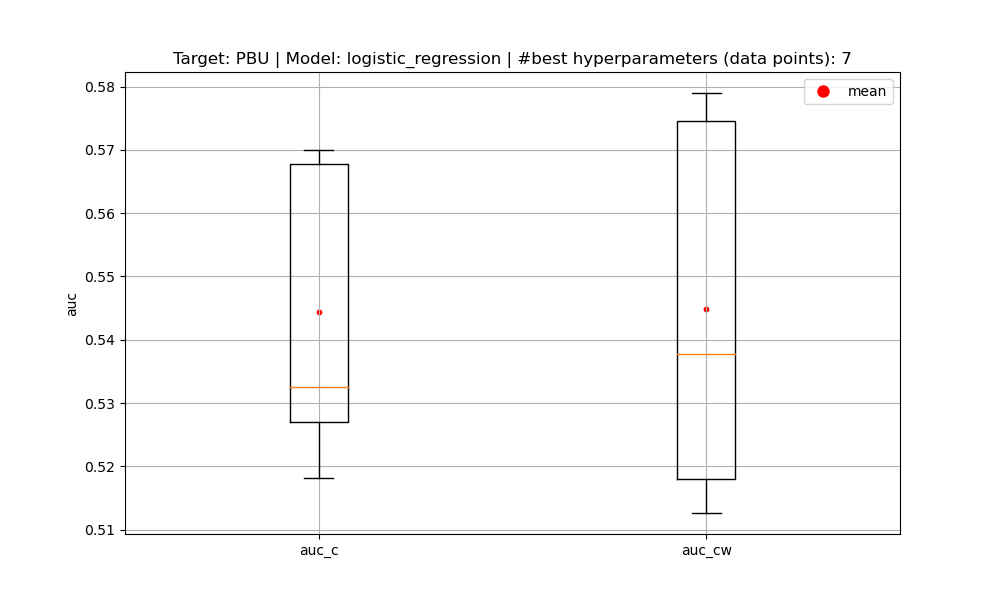 Target: PBU | Model: logistic_regression | #best hyperparameters (data points): 7
mean
0.58
0.57
0.56
0.55
0.54
0.53
0.52
0.51
auc
auc_c
auc_cw